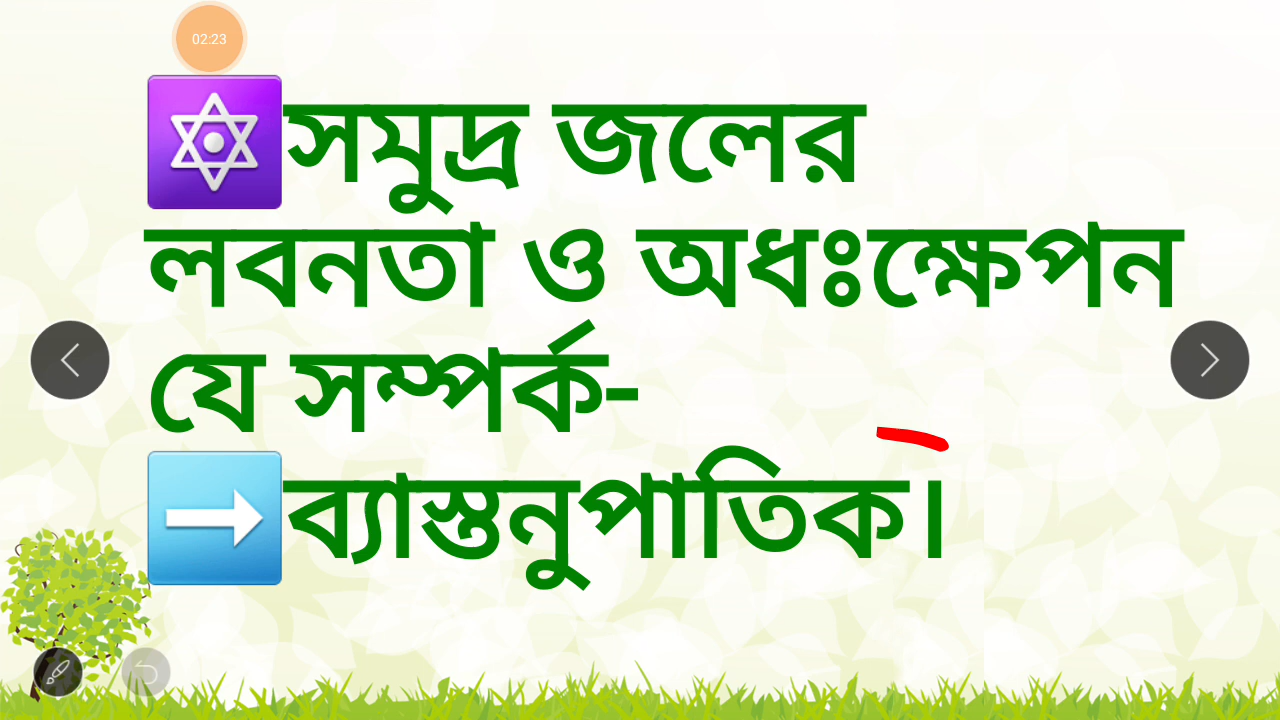 02:23
সমুদ্র জলের
লবনতা ও অধঃক্ষেপন
যে সম্পর্ক-
ব্যাস্তনুপাতিক।